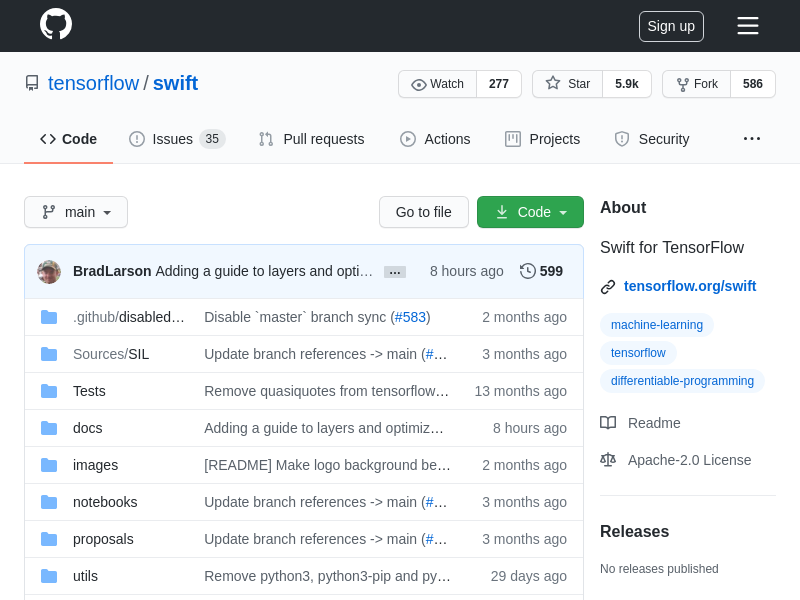 Sign up
tensorflow / swift
Watch 277
Star 5.9k
Fork 586
Code
Issues 35
Pull requests
Actions
Projects
Security
...
main
Go to file
Code
BradLarson Adding a guide to layers and opti… ... 8 hours ago 599
.github/disabled… Disable `master` branch sync (#583) 2 months ago
Sources/SIL Update branch references -> main (#… 3 months ago
Tests Remove quasiquotes from tensorflow… 13 months ago
docs Adding a guide to layers and optimiz… 8 hours ago
images [README] Make logo background be… 2 months ago
notebooks Update branch references -> main (#… 3 months ago
proposals Update branch references -> main (#… 3 months ago
utils Remove python3, python3-pip and py… 29 days ago
About
Swift for TensorFlow
tensorflow.org/swift
machine-learning
tensorflow
differentiable-programming
Readme
Apache-2.0 License
Releases
No releases published